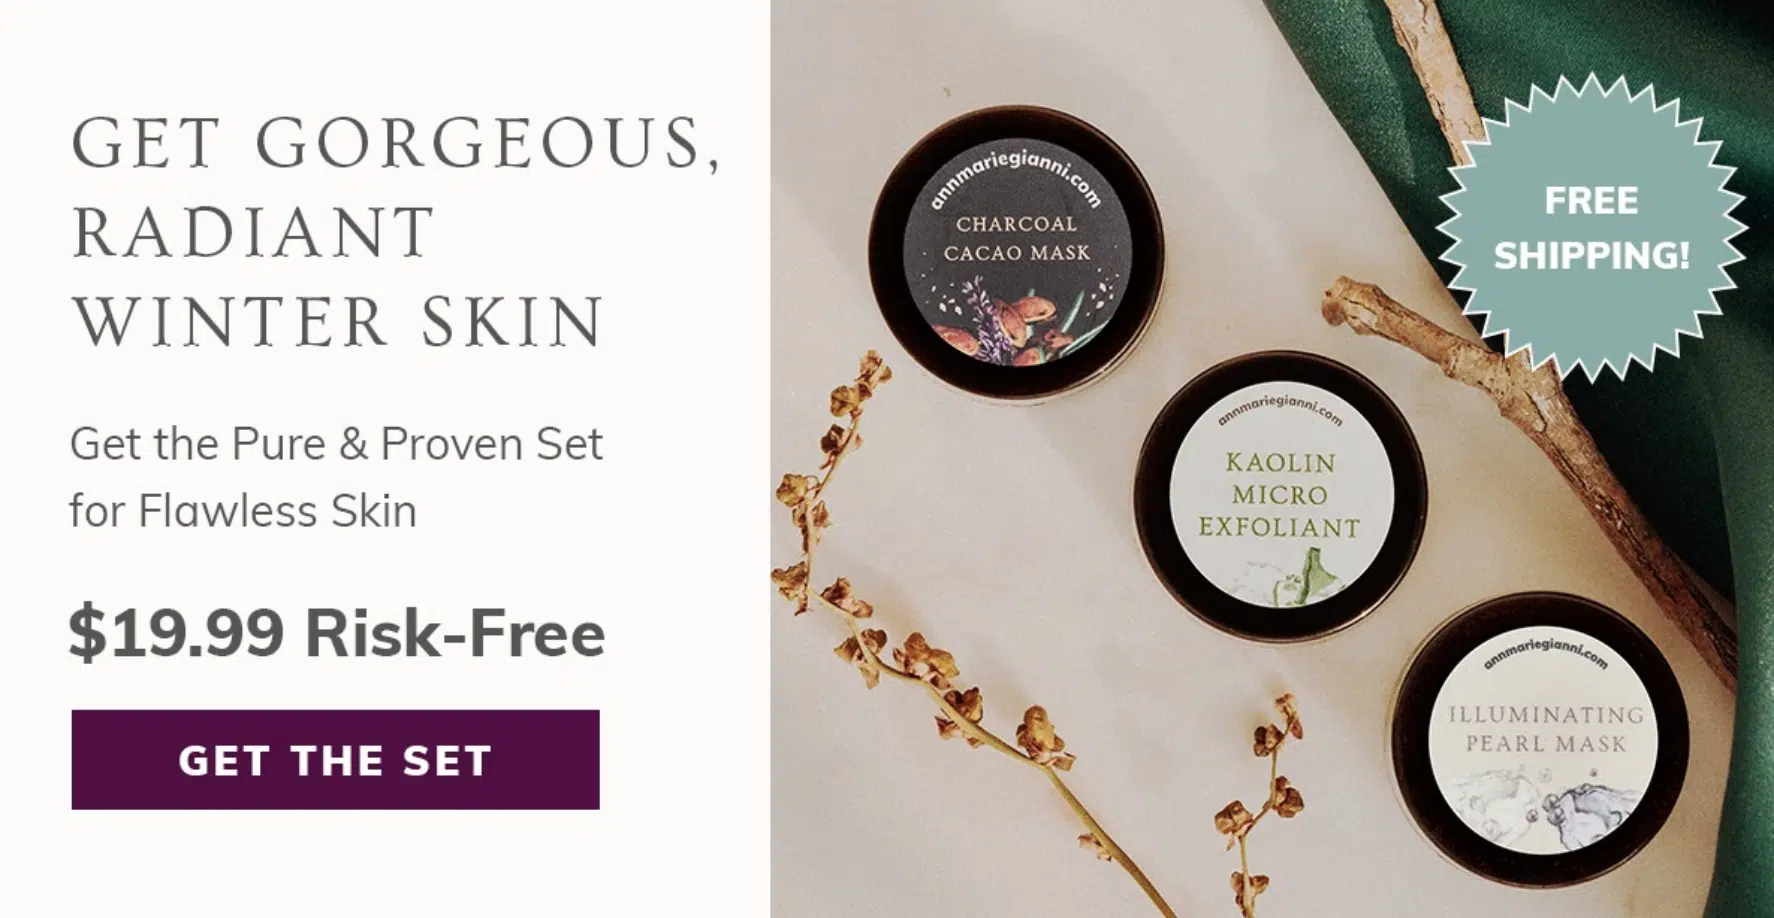 GET GORGEOUS,
RADIANT
WINTER SKIN
Get the Pure & Proven Set
for Flawless Skin
$19.99 Risk-Free
GET THE SET
FREE
SHIPPING!
annmariegianni.com
CHARCOAL
CACAO MASK
annmariegianni.com
KAOLIN
MICRO
EXFOLIANT
annmariegianni.com
ILLUMINATING
PEARL MASK